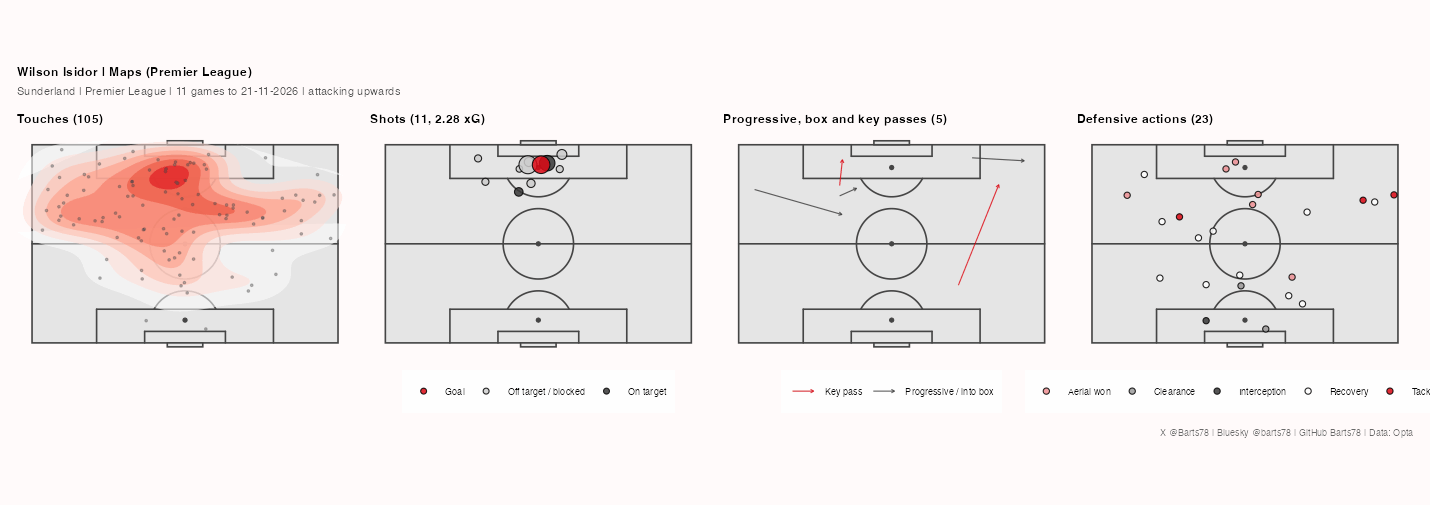 Wilson Isidor | Maps (Premier League)
Sunderland | Premier League | 11 games to 21-11-2026 | attacking upwards
Touches (105)
Shots (11, 2.28 xG)
Progressive, box and key passes (5)
Defensive actions (23)
Goal
Off target / blocked
On target
Key pass
Progressive / into box
Aerial won
Clearance
Interception
Recovery
Tack
X @Barts78 | Bluesky @barts78 | GitHub Barts78 | Data: Opta